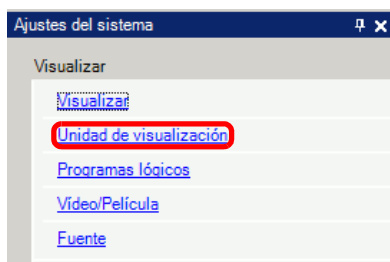 Ajustes del sistema
Visualizar
Visualizar
Unidad de visualización
Programas lógicos
Vídeo/Película
Fuente